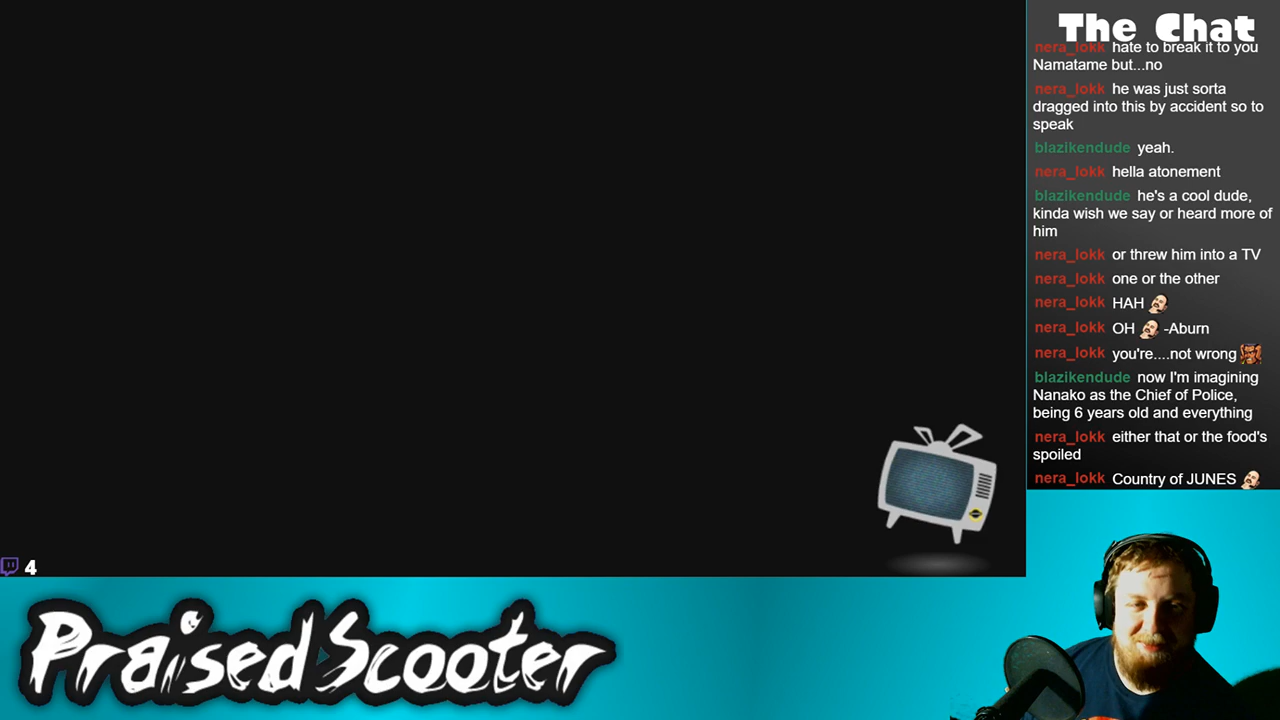 The Chat
nera_lokk hate to break it to you
Namatame but...no
nera_lokk he was just sorta
dragged into this by accident so to
speak
blazikendude yeah.
nera_lokk hella atonement
blazikendude he's a cool dude,
kinda wish we say or heard more of
him
nera_lokk or threw him into a TV
nera_lokk one or the other
nera_lokk HAH
nera_lokk OH -Aburn
nera_lokk you're....not wrong
blazikendude now I'm imagining
Nanako as the Chief of Police,
being 6 years old and everything
nera_lokk either that or the food's
spoiled
nera_lokk Country of JUNES
4
PraisedScooter